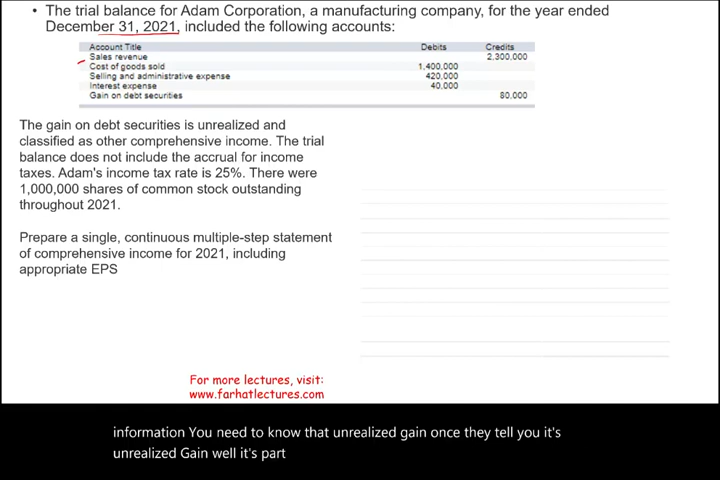 • The trial balance for Adam Corporation, a manufacturing company, for the year ended
December 31, 2021, included the following accounts:
Account Title Debits Credits
Sales revenue 2,300,000
Cost of goods sold 1,400,000
Selling and administrative expense 420,000
Interest expense 40,000
Gain on debt securities 80,000
The gain on debt securities is unrealized and
classified as other comprehensive income. The trial
balance does not include the accrual for income
taxes. Adam's income tax rate is 25%. There were
1,000,000 shares of common stock outstanding
throughout 2021.
Prepare a single, continuous multiple-step statement
of comprehensive income for 2021, including
appropriate EPS
For more lectures, visit:
www.farhatlectures.com
information You need to know that unrealized gain once they tell you it's
unrealized Gain well it's part